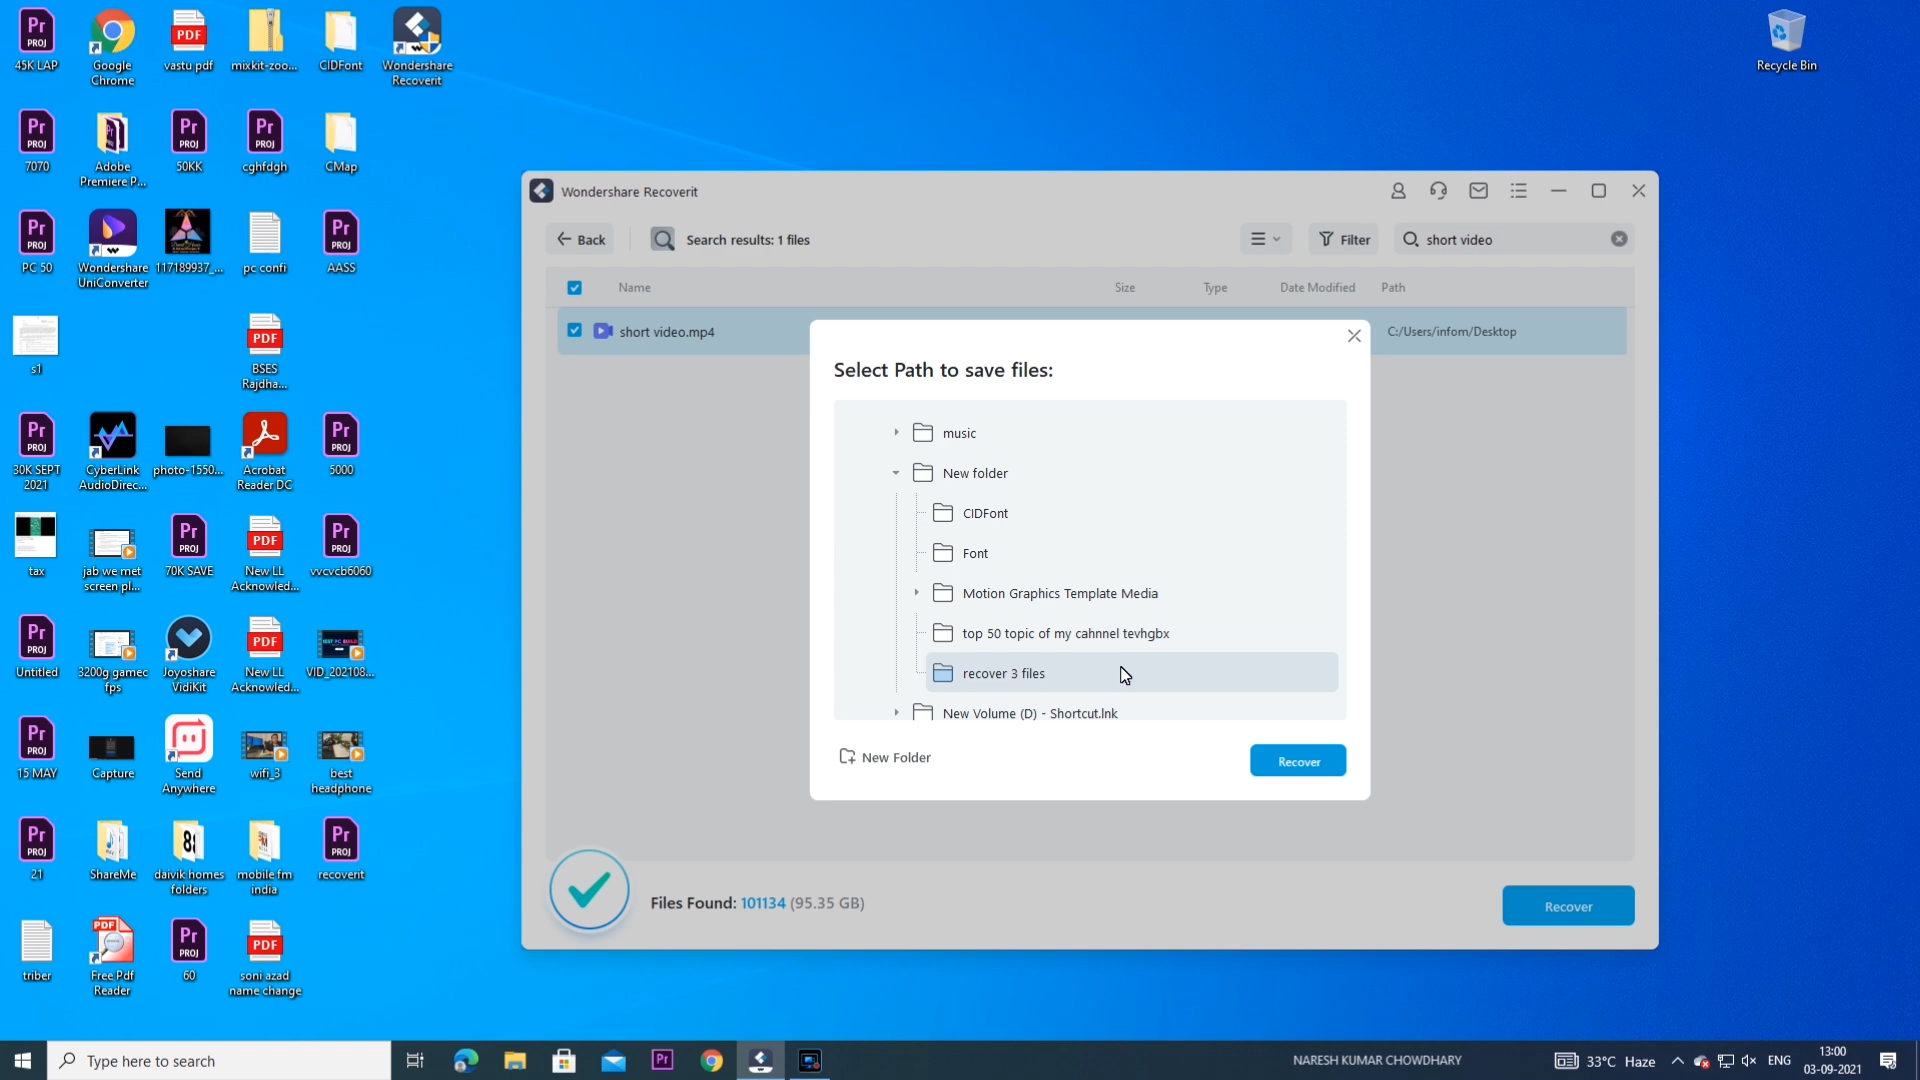 45K LAP
Google
Chrome
vastu pdf
mixkit-zoo...
CIDFont
Wondershare
Recoverit
Recycle Bin
7070
Adobe
Premiere P...
50KK
cghfdgh
CMap
PC 50
Wondershare
UniConverter
117189937_...
pc confi
AASS
s1
BSES
Rajdha...
30K SEPT
2021
CyberLink
AudioDirec...
photo-1550...
Acrobat
Reader DC
5000
tax
jab we met
screen pl...
70K SAVE
New LL
Acknowled...
vvcvcb6060
Untitled
3200g gamec
fps
Joyoshare
VidiKit
New LL
Acknowled...
VID_202108...
15 MAY
Capture
Send
Anywhere
wifi_3
best
headphone
21
ShareMe
daivik homes
folders
mobile fm
india
recoverit
triber
Free Pdf
Reader
60
soni azad
name change
Wondershare Recoverit
Back
Search results: 1 files
Filter
short video
Name
Size
Type
Date Modified
Path
short video.mp4
C:/Users/infom/Desktop
Select Path to save files:
music
New folder
CIDFont
Font
Motion Graphics Template Media
top 50 topic of my cahnnel tevhgbx
recover 3 files
New Volume (D) - Shortcut.lnk
New Folder
Recover
Files Found: 101134 (95.35 GB)
Recover
Type here to search
NARESH KUMAR CHOWDHARY
33°C Haze
ENG
13:00
03-09-2021